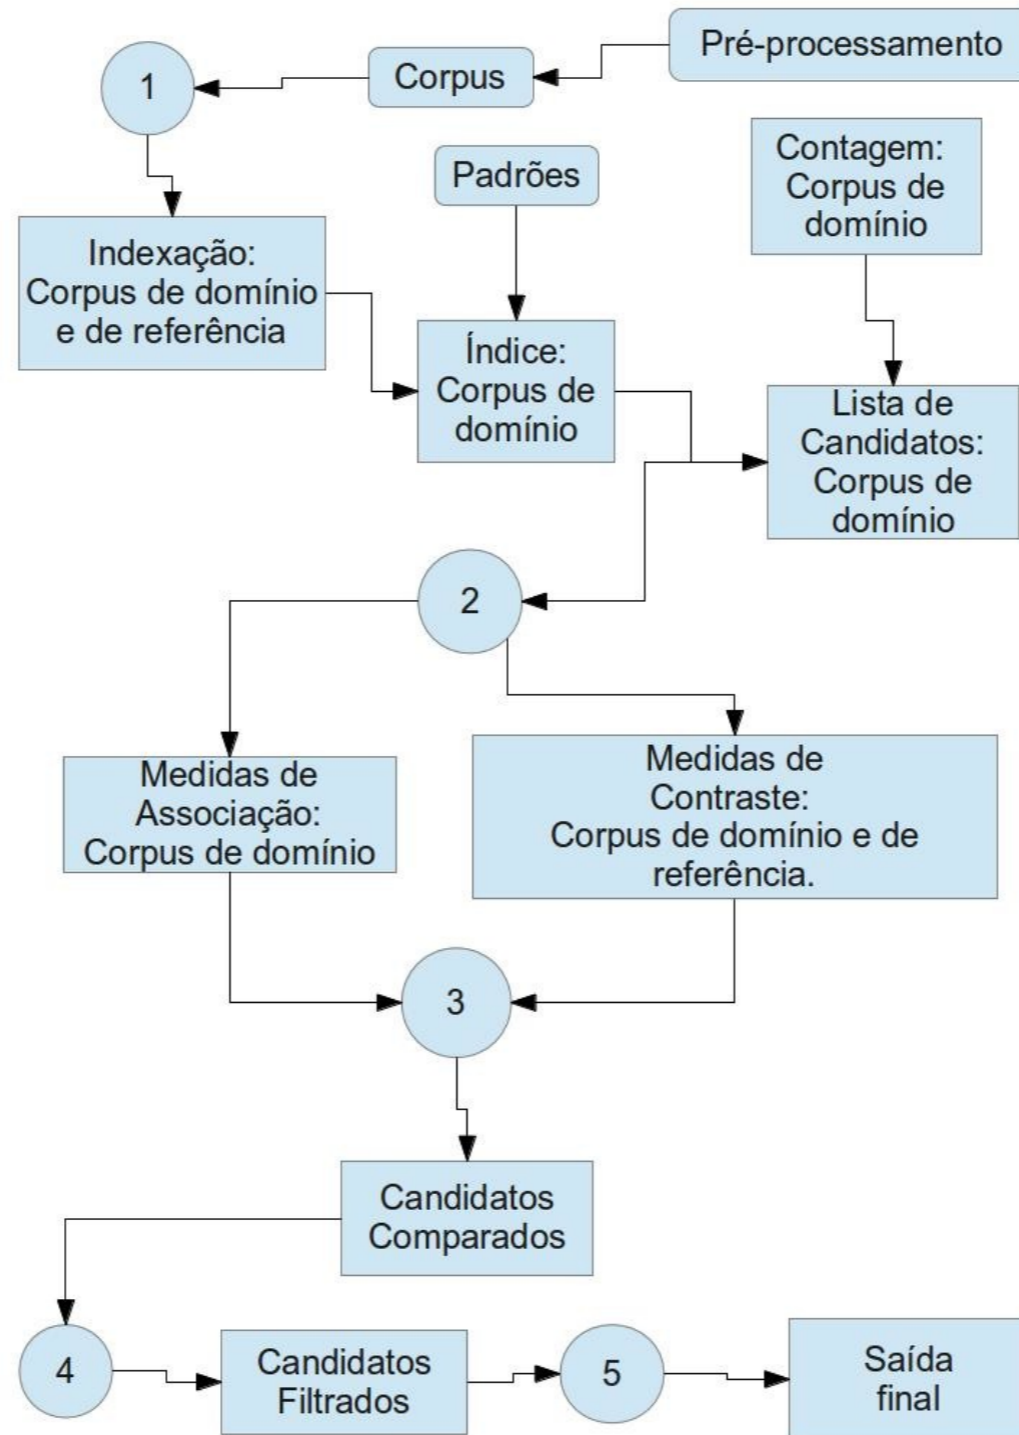 Pré-processamento
Corpus
1
Padrões
Contagem:
Corpus de
domínio
Indexação:
Corpus de domínio
e de referência
Índice:
Corpus de
domínio
Lista de
Candidatos:
Corpus de
domínio
2
Medidas de
Associação:
Corpus de domínio
Medidas de
Contraste:
Corpus de domínio e de
referência.
3
Candidatos
Comparados
4
Candidatos
Filtrados
5
Saída
final